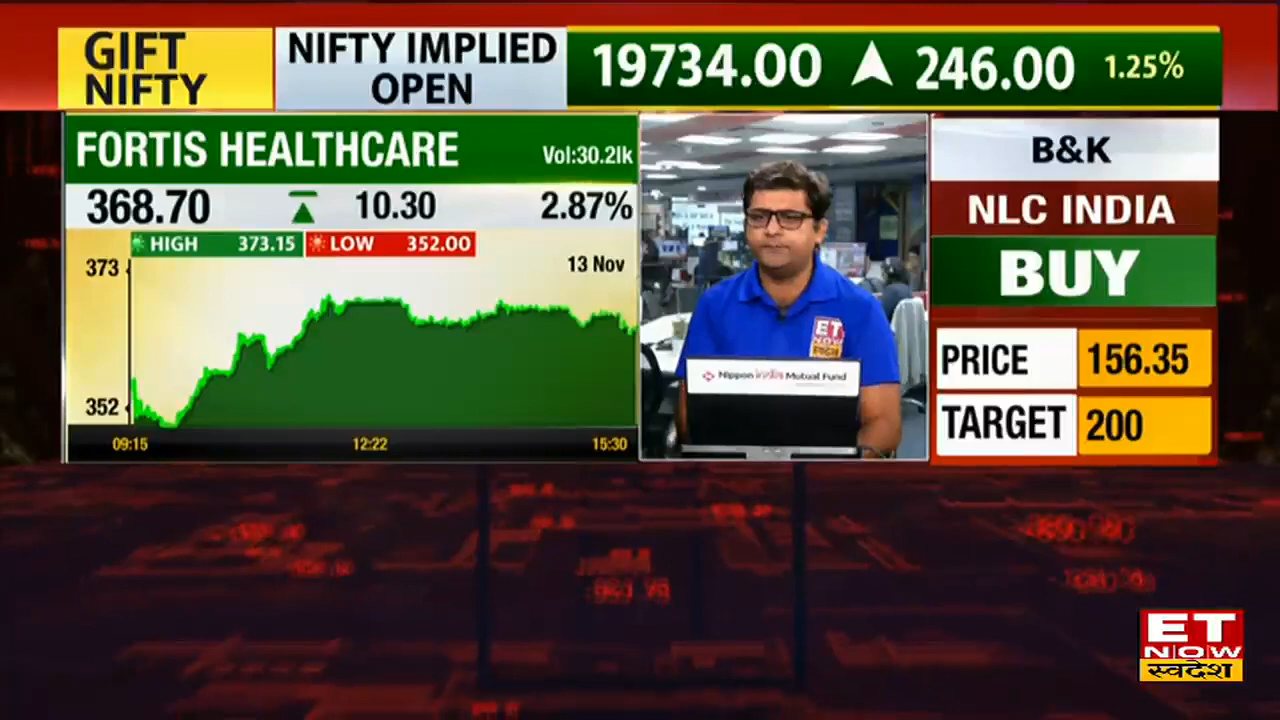 GIFT
NIFTY
NIFTY IMPLIED
OPEN
19734.00 246.00 1.25%
FORTIS HEALTHCARE Vol:30.2lk
368.70 10.30 2.87%
HIGH 373.15 LOW 352.00
373
13 Nov
352
09:15 12:22 15:30
ET
NOW
Nippon india Mutual Fund
B&K
NLC INDIA
BUY
PRICE 156.35
TARGET 200
ET
NOW
स्वदेश